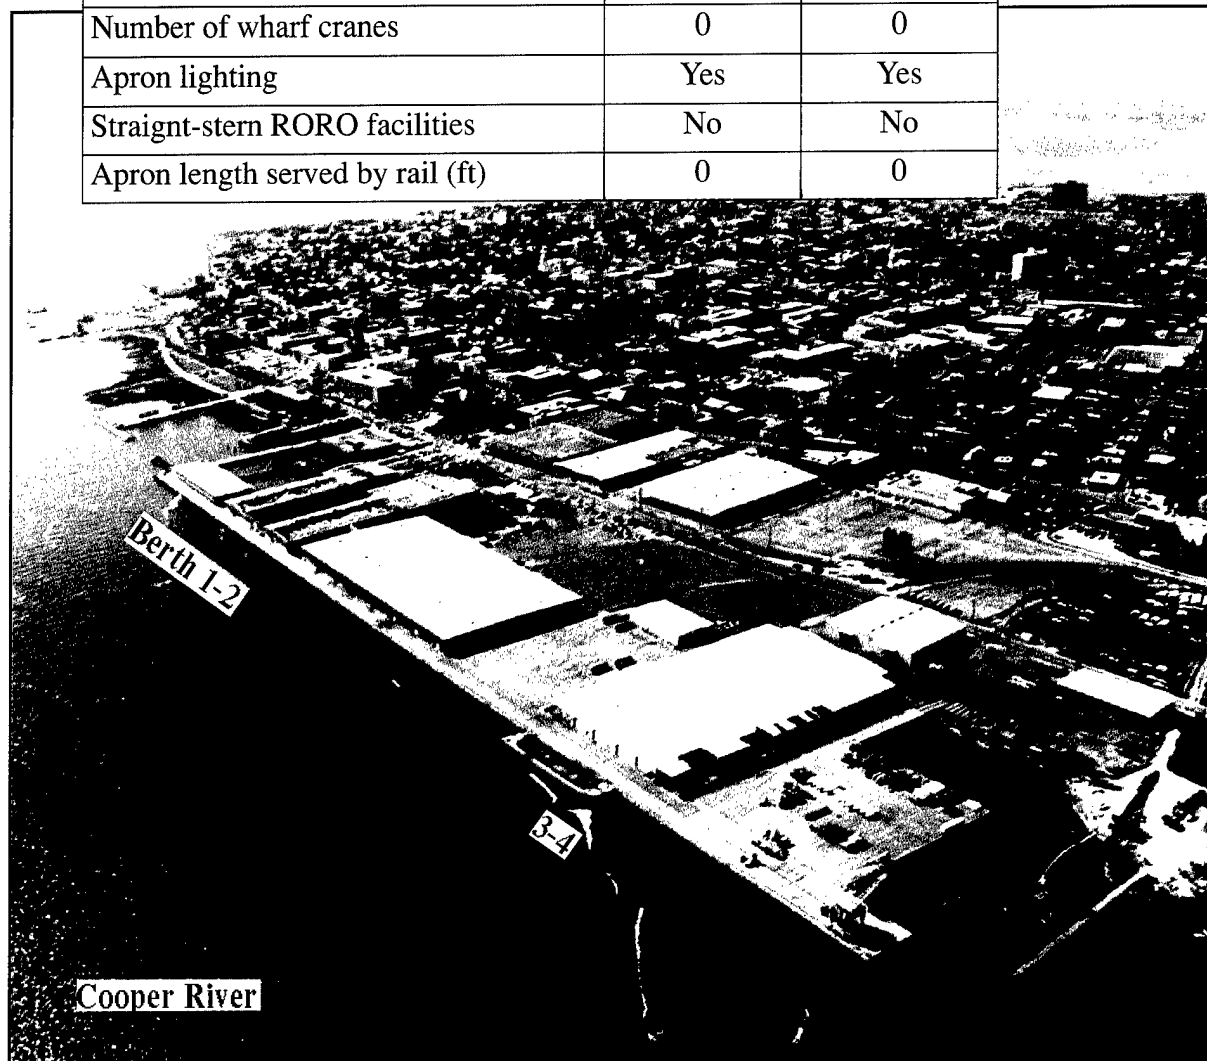 Number of wharf cranes 0 0
Apron lighting Yes Yes
Straignt-stern RORO facilities No No
Apron length served by rail (ft) 0 0
Berth 1-2
3-4
Cooper River